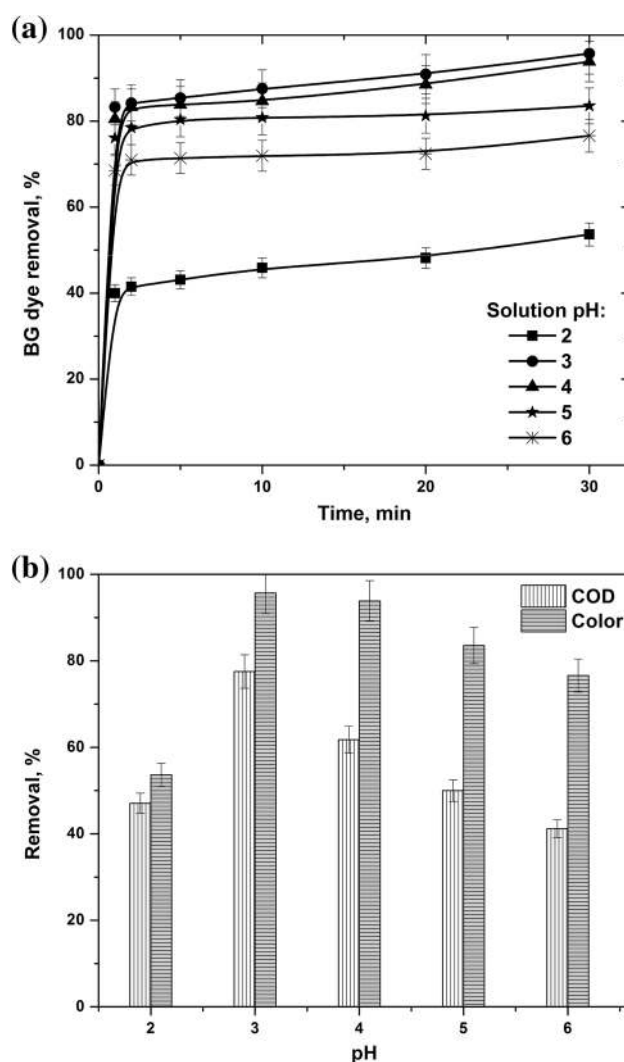 (a)
100
80
60
40
20
0
BG dye removal, %
Solution pH:
2
3
4
5
6
0 10 20 30
Time, min
(b)
100
80
60
40
20
0
Removal, %
COD
Color
2 3 4 5 6
pH